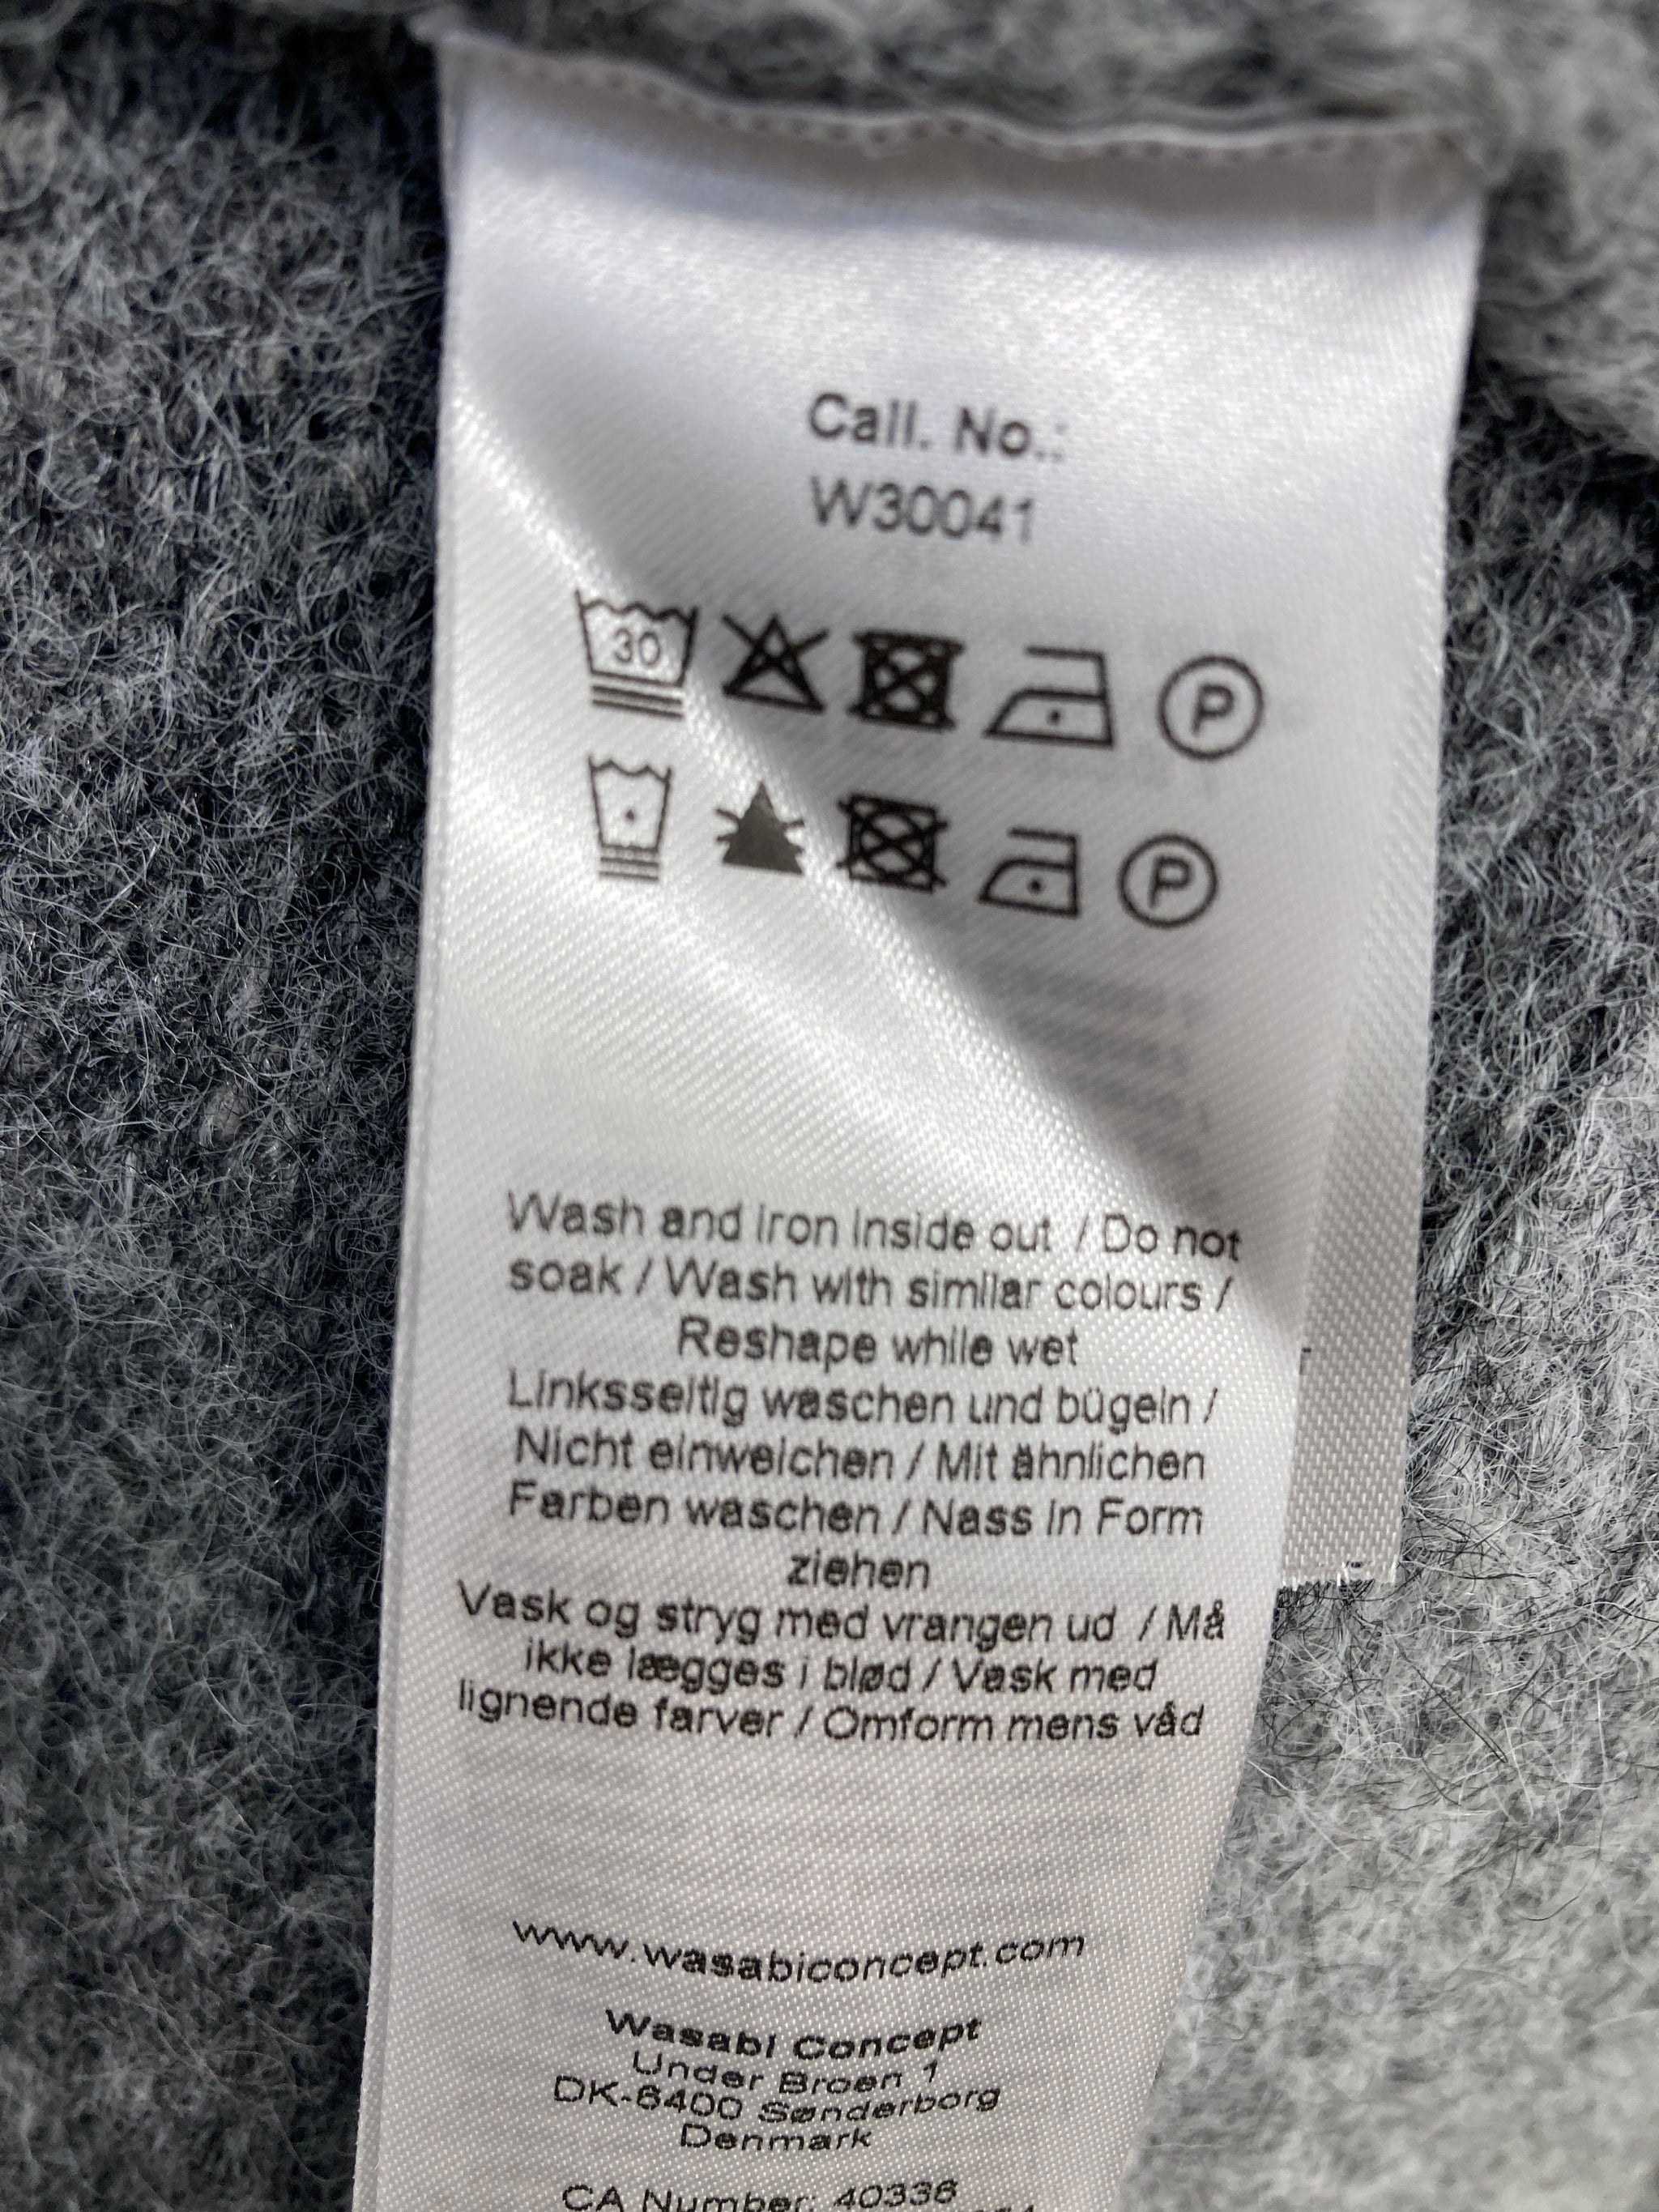 Call. No.:
W30041
30
P
P
Wash and iron inside out / Do not
soak / Wash with similar colours /
Reshape while wet
Linksseitig waschen und bügeln /
Nicht einweichen / Mit ähnlichen
Farben waschen / Nass in Form
ziehen
Vask og stryg med vrangen ud / Må
ikke lægges i blød / Vask med
lignende farver / Omform mens våd
www.wasabiconcept.com
Wasabi Concept
Under Broen 1
DK-6400 Sønderborg
Denmark
CA Number: 40336